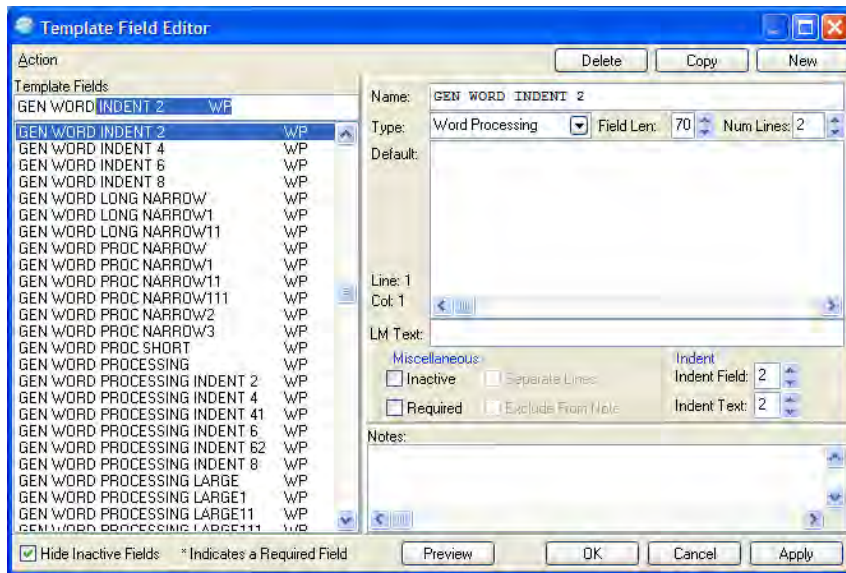 Template Field Editor
Action
Delete Copy New
Template Fields
GEN WORD INDENT 2 WP
GEN WORD INDENT 2 WP
GEN WORD INDENT 4 WP
GEN WORD INDENT 6 WP
GEN WORD INDENT 8 WP
GEN WORD LONG NARROW WP
GEN WORD LONG NARROW1 WP
GEN WORD LONG NARROW11 WP
GEN WORD PROC NARROW WP
GEN WORD PROC NARROW1 WP
GEN WORD PROC NARROW11 WP
GEN WORD PROC NARROW111 WP
GEN WORD PROC NARROW2 WP
GEN WORD PROC NARROW3 WP
GEN WORD PROC SHORT WP
GEN WORD PROCESSING WP
GEN WORD PROCESSING INDENT 2 WP
GEN WORD PROCESSING INDENT 4 WP
GEN WORD PROCESSING INDENT 41 WP
GEN WORD PROCESSING INDENT 6 WP
GEN WORD PROCESSING INDENT 62 WP
GEN WORD PROCESSING INDENT 8 WP
GEN WORD PROCESSING LARGE WP
GEN WORD PROCESSING LARGE1 WP
GEN WORD PROCESSING LARGE11 WP
GEN WORD PROCESSING LARGE111 WP
Name: GEN WORD INDENT 2
Type: Word Processing Field Len: 70 Num Lines: 2
Default:
Line: 1
Col: 1
LM Text:
Miscellaneous Indent
Inactive Separate Lines Indent Field: 2
Required Exclude From Note Indent Text: 2
Notes:
Hide Inactive Fields * Indicates a Required Field Preview OK Cancel Apply